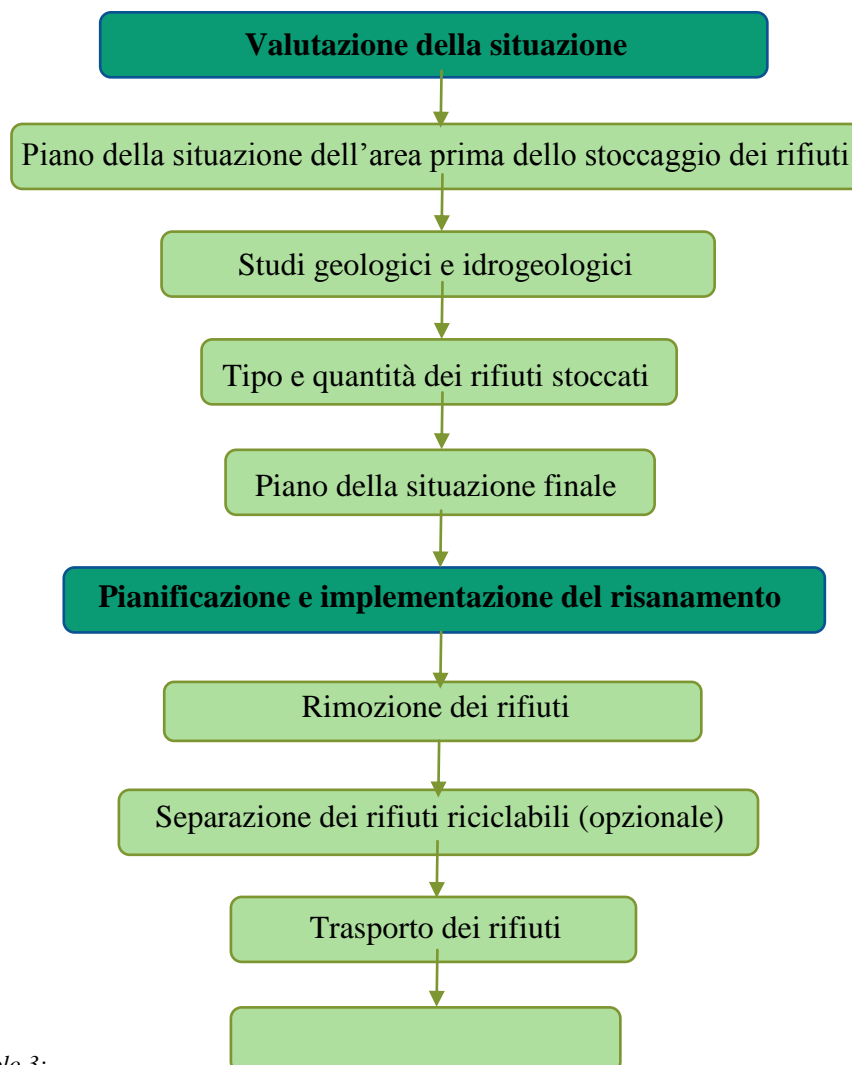 Valutazione della situazione
Piano della situazione dell’area prima dello stoccaggio dei rifiuti
Studi geologici e idrogeologici
Tipo e quantità dei rifiuti stoccati
Piano della situazione finale
Pianificazione e implementazione del risanamento
Rimozione dei rifiuti
Separazione dei rifiuti riciclabili (opzionale)
Trasporto dei rifiuti